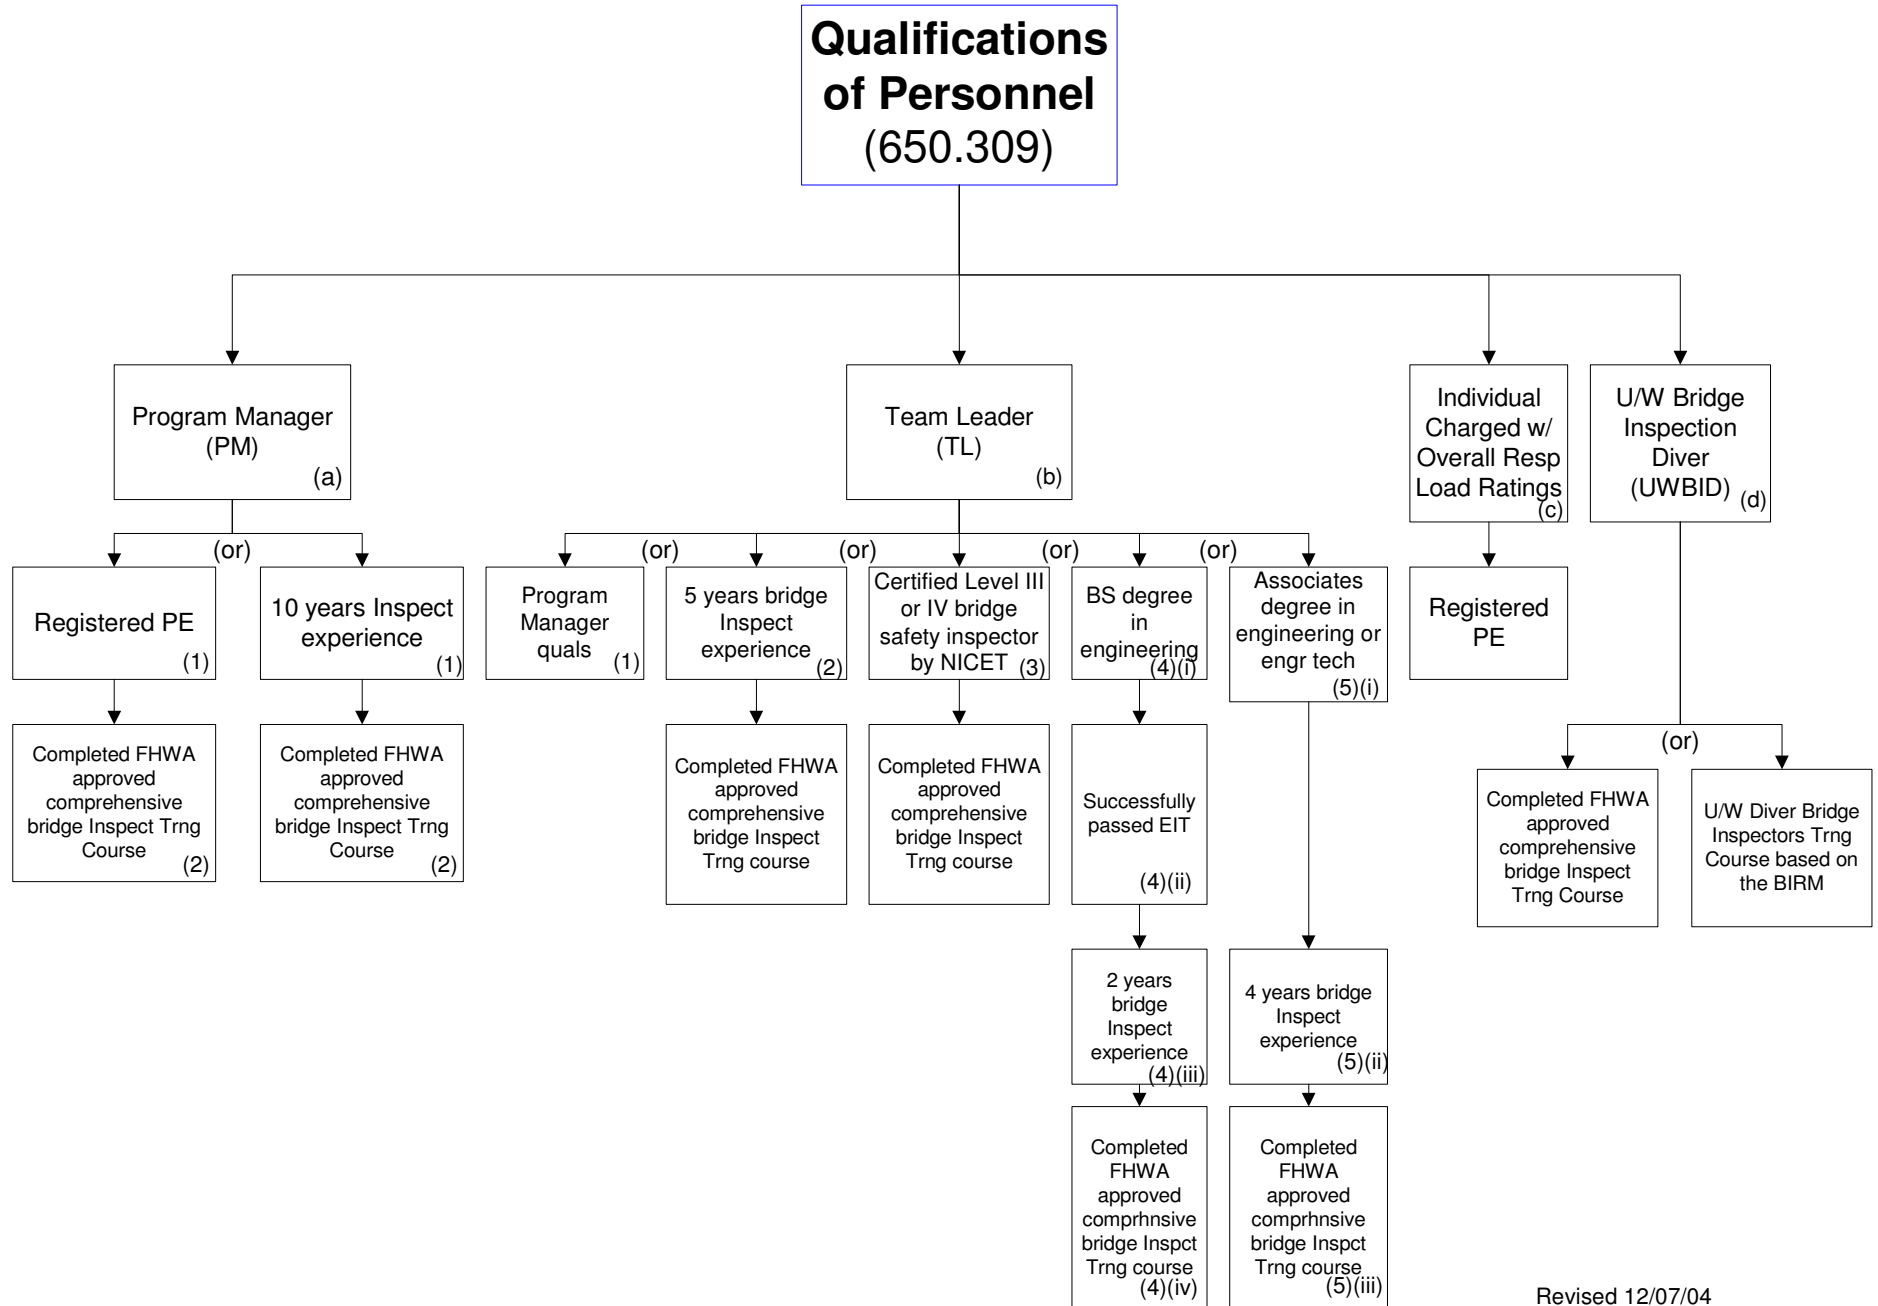 Qualifications
of Personnel
(650.309)
Program Manager
(PM)
(a)
Team Leader
(TL)
(b)
Individual
Charged w/
Overall Resp
Load Ratings
(c)
U/W Bridge
Inspection
Diver
(UWBID)
(d)
(or)
(or)
(or)
(or)
(or)
Registered PE
(1)
10 years Inspect
experience
(1)
Program
Manager
quals
(1)
5 years bridge
Inspect
experience
(2)
Certified Level III
or IV bridge
safety inspector
by NICET
(3)
BS degree
in
engineering
(4)(i)
Associates
degree in
engineering or
engr tech
(5)(i)
Registered
PE
Completed FHWA
approved
comprehensive
bridge Inspect Trng
Course
(2)
Completed FHWA
approved
comprehensive
bridge Inspect Trng
Course
(2)
Completed FHWA
approved
comprehensive
bridge Inspect
Trng course
Completed FHWA
approved
comprehensive
bridge Inspect
Trng course
Successfully
passed EIT
(4)(ii)
(or)
Completed FHWA
approved
comprehensive
bridge Inspect
Trng Course
U/W Diver Bridge
Inspectors Trng
Course based on
the BIRM
2 years
bridge
Inspect
experience
(4)(iii)
4 years bridge
Inspect
experience
(5)(ii)
Completed
FHWA
approved
comprhnsive
bridge Inspct
Trng course
(4)(iv)
Completed
FHWA
approved
comprhnsive
bridge Inspct
Trng course
(5)(iii)
Revised 12/07/04